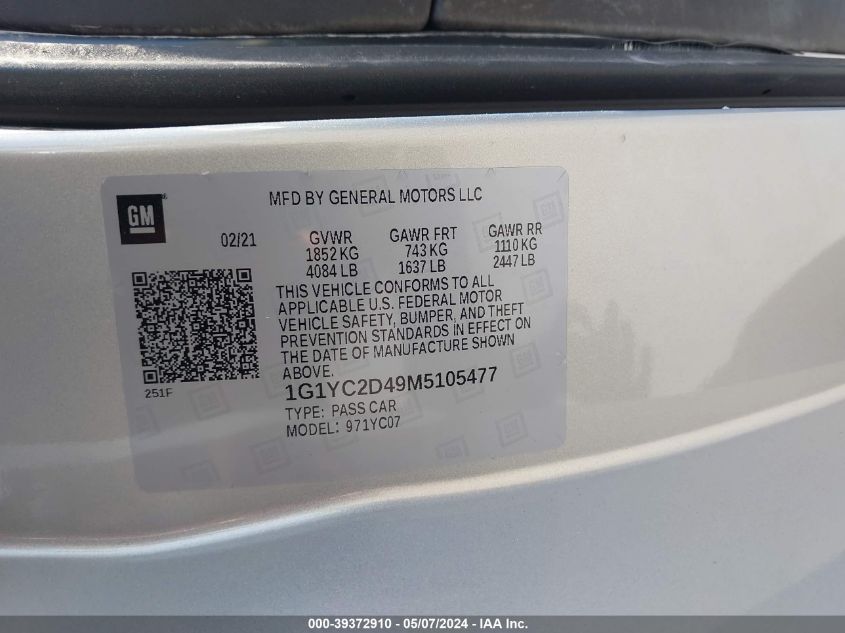 GM
MFD BY GENERAL MOTORS LLC
02/21
GVWR
1852 KG
4084 LB
GAWR FRT
743 KG
1637 LB
GAWR RR
1110 KG
2447 LB
THIS VEHICLE CONFORMS TO ALL
APPLICABLE U.S. FEDERAL MOTOR
VEHICLE SAFETY, BUMPER, AND THEFT
PREVENTION STANDARDS IN EFFECT ON
THE DATE OF MANUFACTURE SHOWN
ABOVE.
251F
1G1YC2D49M5105477
TYPE: PASS CAR
MODEL: 971YC07
000-39372910 - 05/07/2024 - IAA Inc.